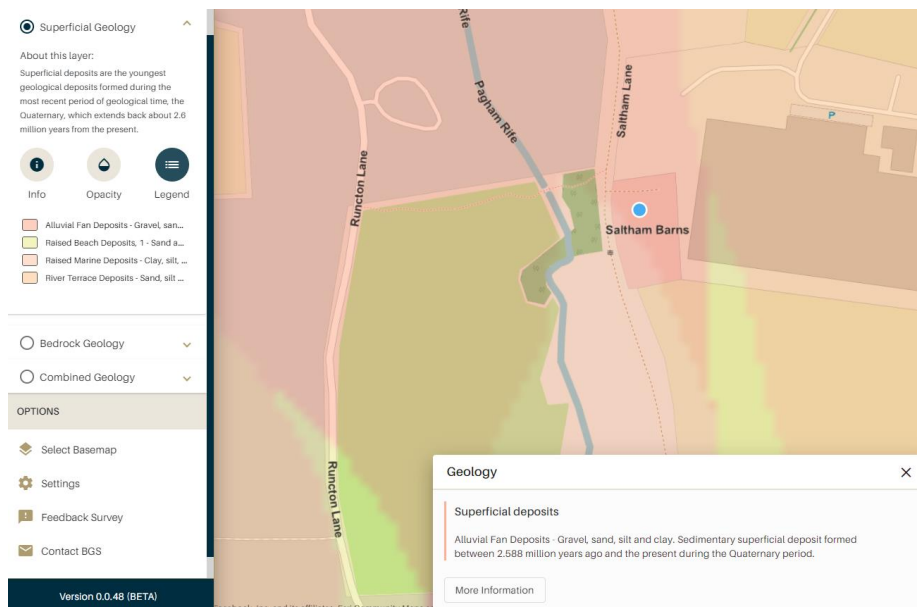 Superficial Geology
About this layer:
Superficial deposits are the youngest
geological deposits formed during the
most recent period of geological time, the
Quaternary, which extends back about 2.6
million years from the present.
Info
Opacity
Legend
Alluvial Fan Deposits - Gravel, san...
Raised Beach Deposits, 1 - Sand a...
Raised Marine Deposits - Clay, silt, ...
River Terrace Deposits - Sand, silt ...
Bedrock Geology
Combined Geology
OPTIONS
Select Basemap
Settings
Feedback Survey
Contact BGS
Version 0.0.48 (BETA)
Pagham Rife
Saltham Lane
Runcton Lane
P
Saltham Barns
Runcton Lane
Geology
Superficial deposits
Alluvial Fan Deposits - Gravel, sand, silt and clay. Sedimentary superficial deposit formed
between 2.588 million years ago and the present during the Quaternary period.
More Information